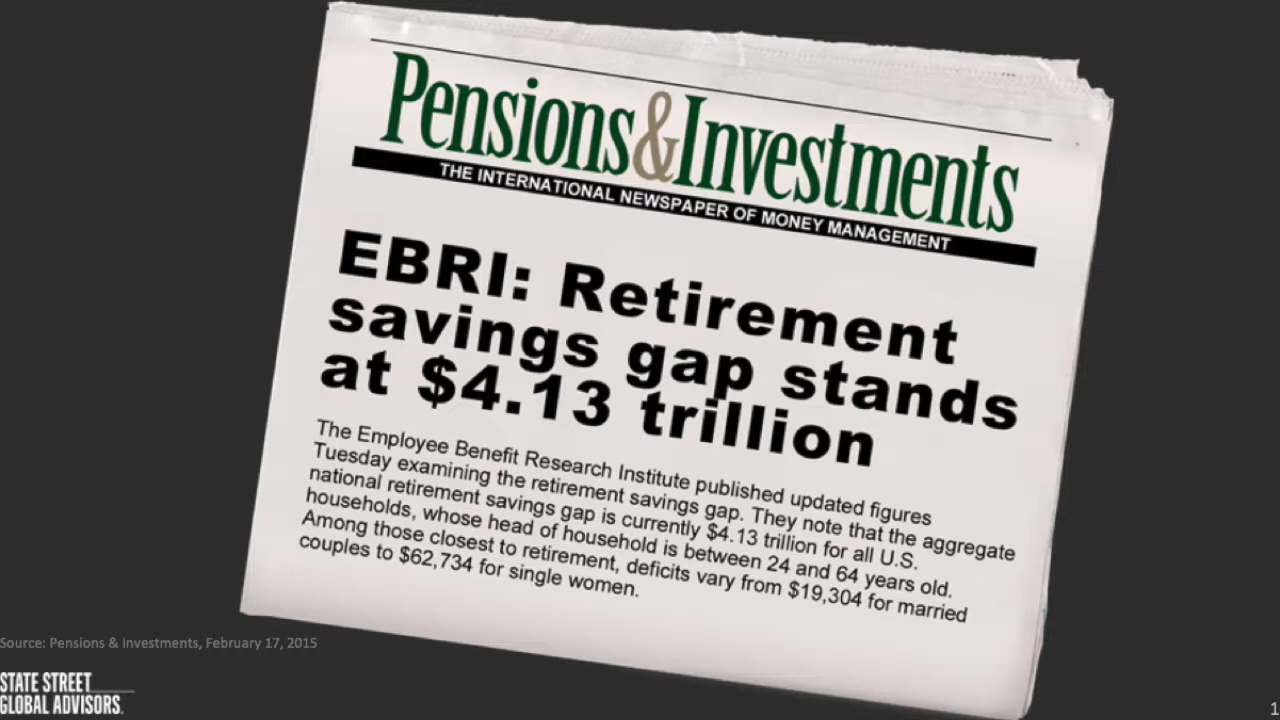 Pensions&Investments
THE INTERNATIONAL NEWSPAPER OF MONEY MANAGEMENT
EBRI: Retirement
savings gap stands
at $4.13 trillion
The Employee Benefit Research Institute published updated figures
Tuesday examining the retirement savings gap. They note that the aggregate
national retirement savings gap is currently $4.13 trillion for all U.S.
households, whose head of household is between 24 and 64 years old.
Among those closest to retirement, deficits vary from $19,304 for married
couples to $62,734 for single women.
Source: Pensions & Investments, February 17, 2015
STATE STREET
GLOBAL ADVISORS.
1